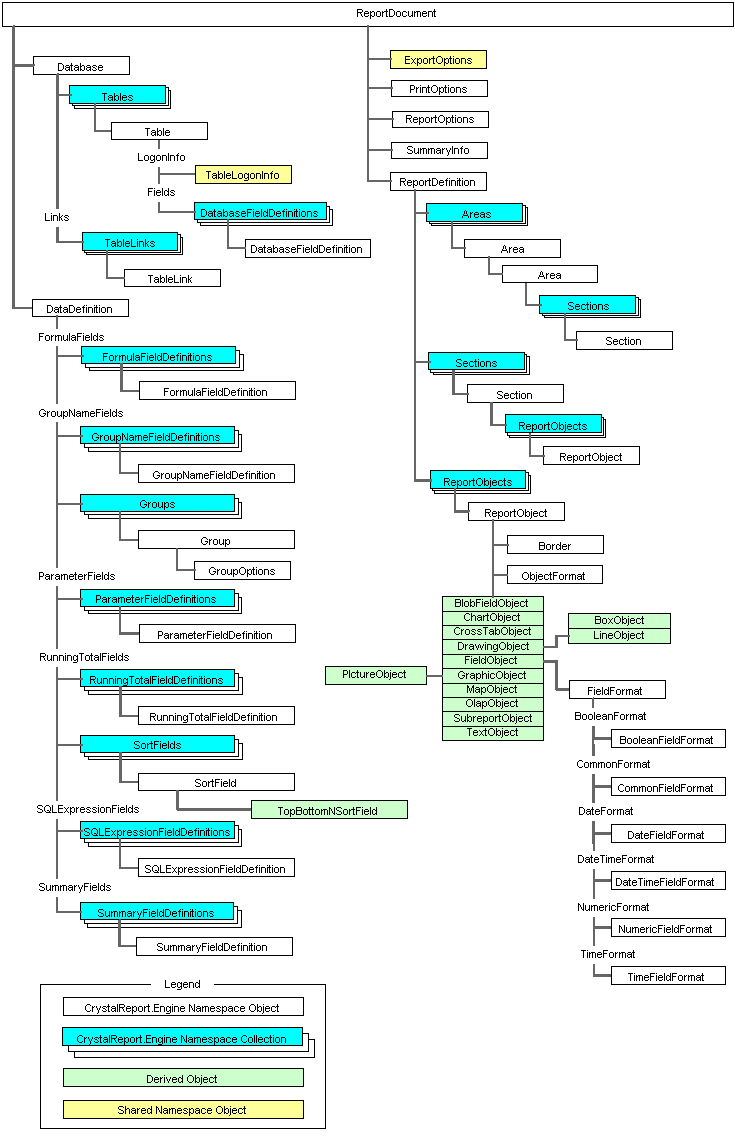 ReportDocument
Database
Tables
Table
LogonInfo
TableLogonInfo
Fields
DatabaseFieldDefinitions
DatabaseFieldDefinition
Links
TableLinks
TableLink
DataDefinition
FormulaFields
FormulaFieldDefinitions
FormulaFieldDefinition
GroupNameFields
GroupNameFieldDefinitions
GroupNameFieldDefinition
Groups
Group
GroupOptions
ParameterFields
ParameterFieldDefinitions
ParameterFieldDefinition
RunningTotalFields
RunningTotalFieldDefinitions
RunningTotalFieldDefinition
SortFields
SortField
TopBottomNSortField
SQLExpressionFields
SQLExpressionFieldDefinitions
SQLExpressionFieldDefinition
SummaryFields
SummaryFieldDefinitions
SummaryFieldDefinition
ExportOptions
PrintOptions
ReportOptions
SummaryInfo
ReportDefinition
Areas
Area
Area
Sections
Section
Sections
Section
ReportObjects
ReportObject
ReportObjects
ReportObject
Border
ObjectFormat
BlobFieldObject
ChartObject
CrossTabObject
DrawingObject
FieldObject
GraphicObject
MapObject
OlapObject
SubreportObject
TextObject
BoxObject
LineObject
PIctureObject
FieldFormat
BooleanFormat
BooleanFieldFormat
CommonFormat
CommonFieldFormat
DateFormat
DateFieldFormat
DateTimeFormat
DateTimeFieldFormat
NumericFormat
NumericFieldFormat
TimeFormat
TimeFieldFormat
Legend
CrystalReport.Engine Namespace Object
CrystalReport.Engine Namespace Collection
Derived Object
Shared Namespace Object